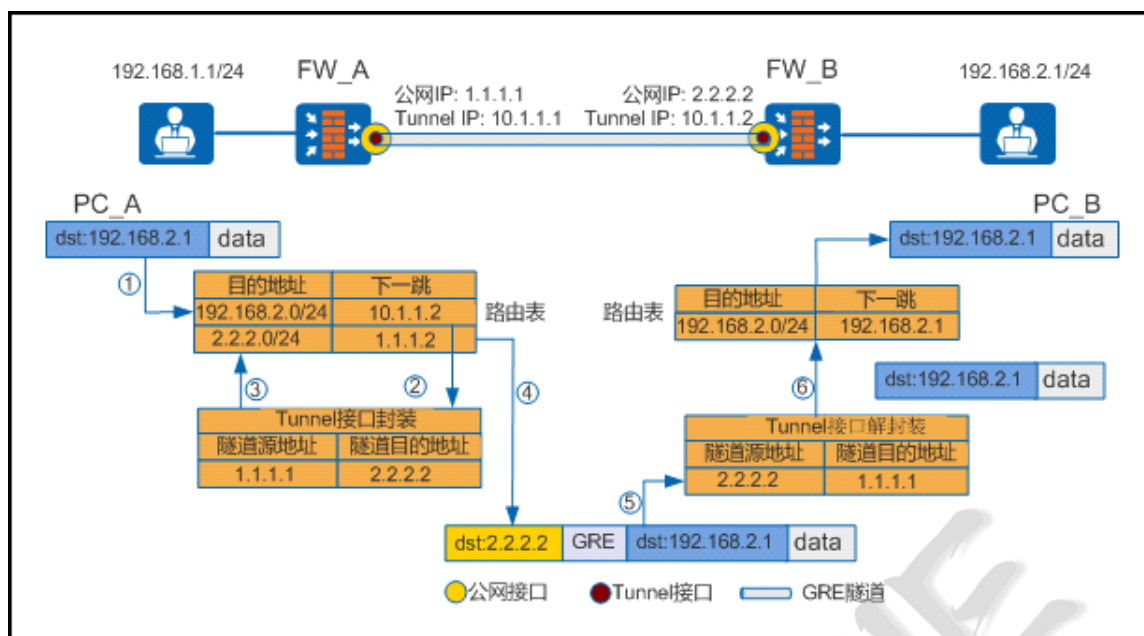 192.168.1.1/24 FW_A FW_B 192.168.2.1/24
公网IP: 1.1.1.1 公网IP: 2.2.2.2
Tunnel IP: 10.1.1.1 Tunnel IP: 10.1.1.2
PC_A PC_B
dst:192.168.2.1 data dst:192.168.2.1 data
①
目的地址 下一跳
192.168.2.0/24 10.1.1.2
2.2.2.0/24 1.1.1.2
路由表
路由表
目的地址 下一跳
192.168.2.0/24 192.168.2.1
③ ② ④ ⑥
dst:192.168.2.1 data
Tunnel接口封装
隧道源地址 隧道目的地址
1.1.1.1 2.2.2.2
Tunnel接口解封装
隧道源地址 隧道目的地址
2.2.2.2 1.1.1.1
⑤
dst:2.2.2.2 GRE dst:192.168.2.1 data
公网接口 Tunnel接口 GRE隧道